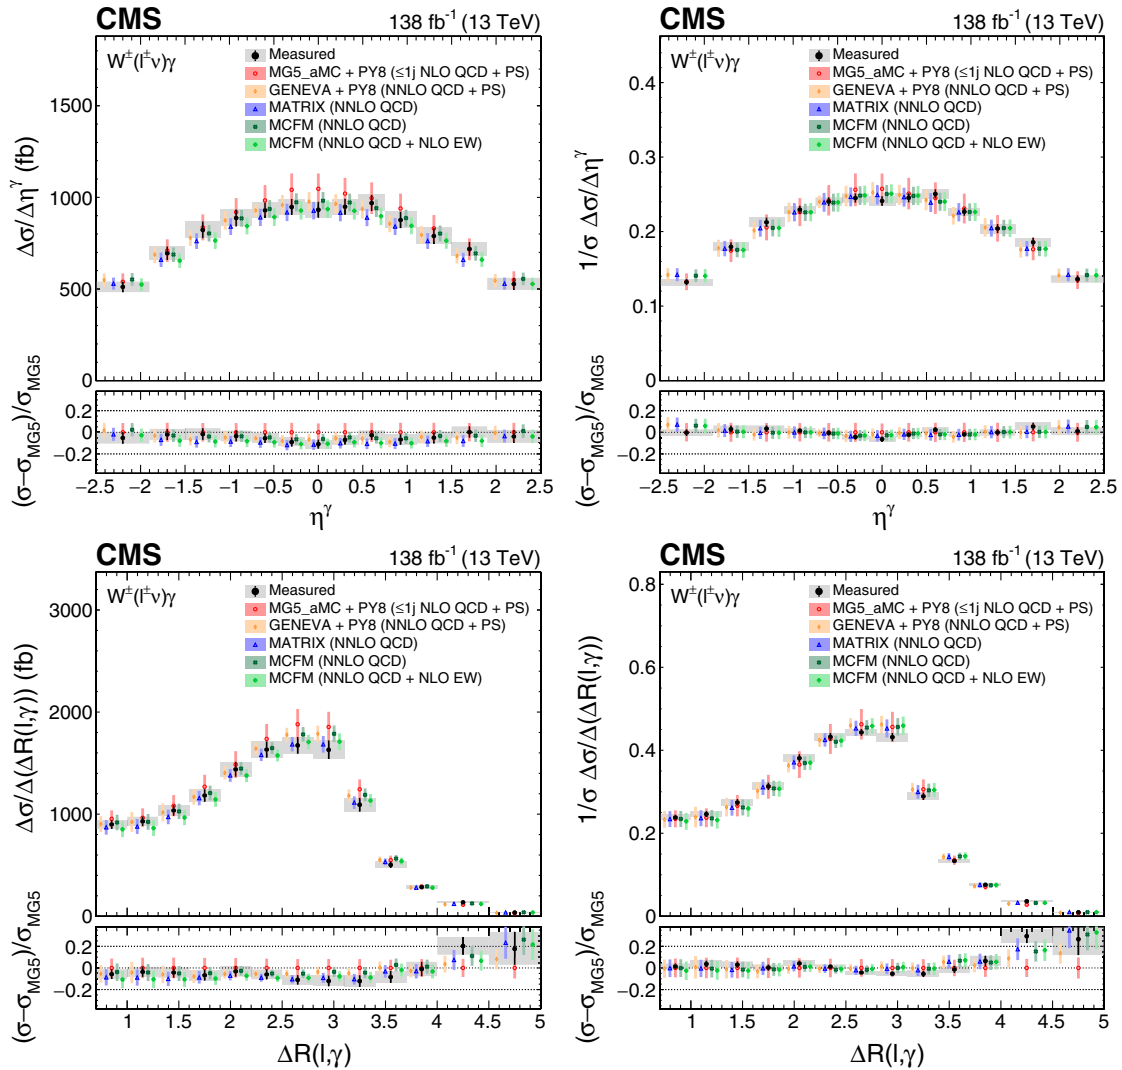 CMS 138 fb⁻¹ (13 TeV)
W±(l±ν)γ
Measured
MG5_aMC + PY8 (≤1j NLO QCD + PS)
GENEVA + PY8 (NNLO QCD + PS)
MATRIX (NNLO QCD)
MCFM (NNLO QCD)
MCFM (NNLO QCD + NLO EW)
Δσ/Δη^γ (fb)
1500
1000
500
0
(σ−σ_MG5)/σ_MG5
0.2
0
−0.2
−2.5 −2 −1.5 −1 −0.5 0 0.5 1 1.5 2 2.5
η^γ
CMS 138 fb⁻¹ (13 TeV)
W±(l±ν)γ
Measured
MG5_aMC + PY8 (≤1j NLO QCD + PS)
GENEVA + PY8 (NNLO QCD + PS)
MATRIX (NNLO QCD)
MCFM (NNLO QCD)
MCFM (NNLO QCD + NLO EW)
1/σ Δσ/Δη^γ
0.4
0.3
0.2
0.1
0
(σ−σ_MG5)/σ_MG5
0.2
0
−0.2
−2.5 −2 −1.5 −1 −0.5 0 0.5 1 1.5 2 2.5
η^γ
CMS 138 fb⁻¹ (13 TeV)
W±(l±ν)γ
Measured
MG5_aMC + PY8 (≤1j NLO QCD + PS)
GENEVA + PY8 (NNLO QCD + PS)
MATRIX (NNLO QCD)
MCFM (NNLO QCD)
MCFM (NNLO QCD + NLO EW)
Δσ/Δ(ΔR(l,γ)) (fb)
3000
2000
1000
0
(σ−σ_MG5)/σ_MG5
0.2
0
−0.2
1 1.5 2 2.5 3 3.5 4 4.5 5
ΔR(l,γ)
CMS 138 fb⁻¹ (13 TeV)
W±(l±ν)γ
Measured
MG5_aMC + PY8 (≤1j NLO QCD + PS)
GENEVA + PY8 (NNLO QCD + PS)
MATRIX (NNLO QCD)
MCFM (NNLO QCD)
MCFM (NNLO QCD + NLO EW)
1/σ Δσ/Δ(ΔR(l,γ))
0.8
0.6
0.4
0.2
0
(σ−σ_MG5)/σ_MG5
0.2
0
−0.2
1 1.5 2 2.5 3 3.5 4 4.5 5
ΔR(l,γ)